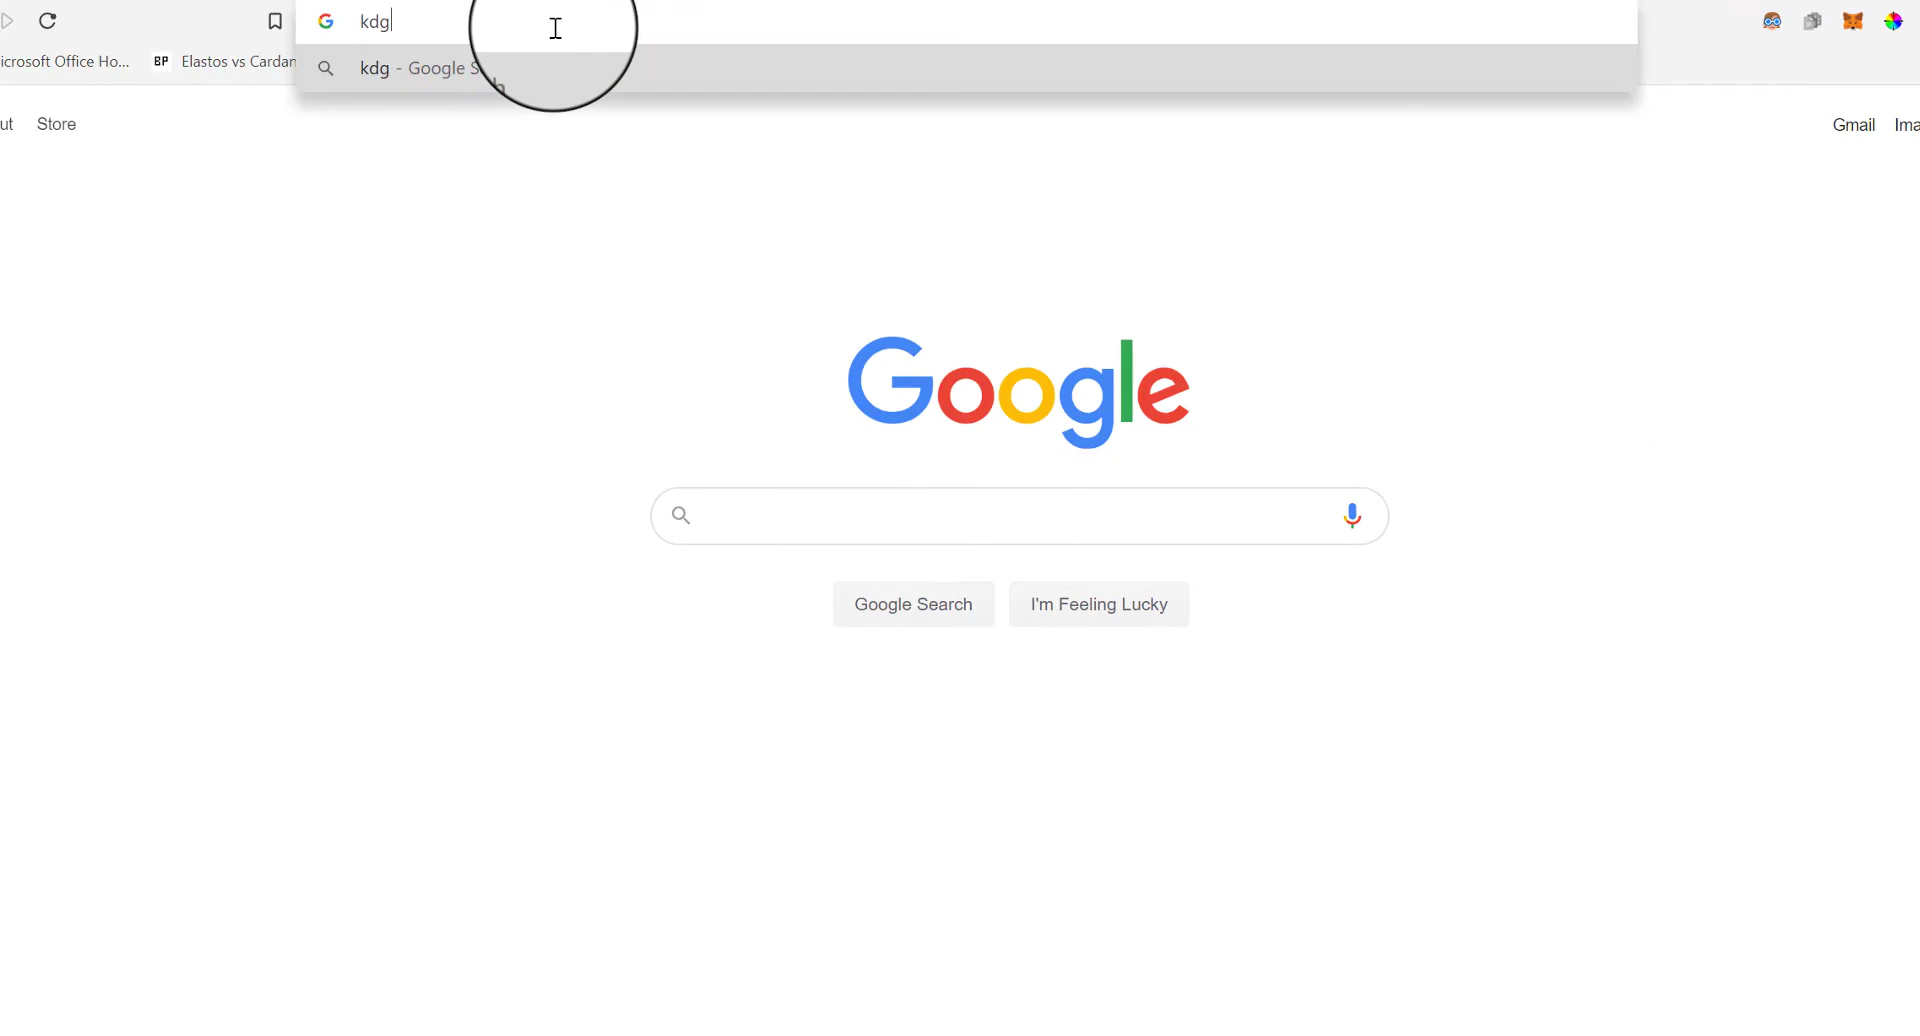 kdg
icrosoft Office Ho...
BP Elastos vs Cardan
kdg - Google S
ut Store
Gmail Ima
Google
Google Search I'm Feeling Lucky